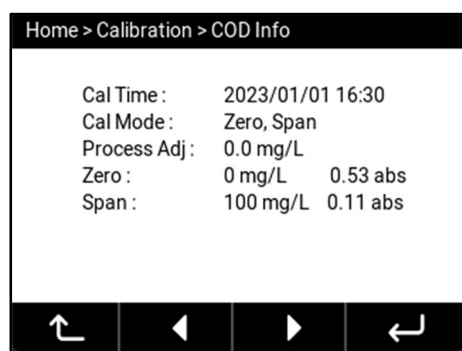 Home > Calibration > COD Info
Cal Time : 2023/01/01 16:30
Cal Mode : Zero, Span
Process Adj : 0.0 mg/L
Zero : 0 mg/L 0.53 abs
Span : 100 mg/L 0.11 abs